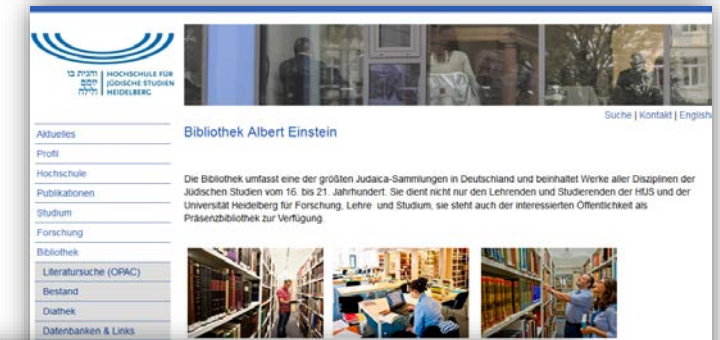 והגית בו
יומם
ולילה
HOCHSCHULE FÜR
JÜDISCHE STUDIEN
HEIDELBERG
Suche | Kontakt | English
Aktuelles
Profil
Hochschule
Publikationen
Studium
Forschung
Bibliothek
Literatursuche (OPAC)
Bestand
Diathek
Datenbanken & Links
Bibliothek Albert Einstein
Die Bibliothek umfasst eine der größten Judaica-Sammlungen in Deutschland und beinhaltet Werke aller Disziplinen der
Jüdischen Studien vom 16. bis 21. Jahrhundert. Sie dient nicht nur den Lehrenden und Studierenden der HfJS und der
Universität Heidelberg für Forschung, Lehre und Studium, sie steht auch der interessierten Öffentlichkeit als
Präsenzbibliothek zur Verfügung.